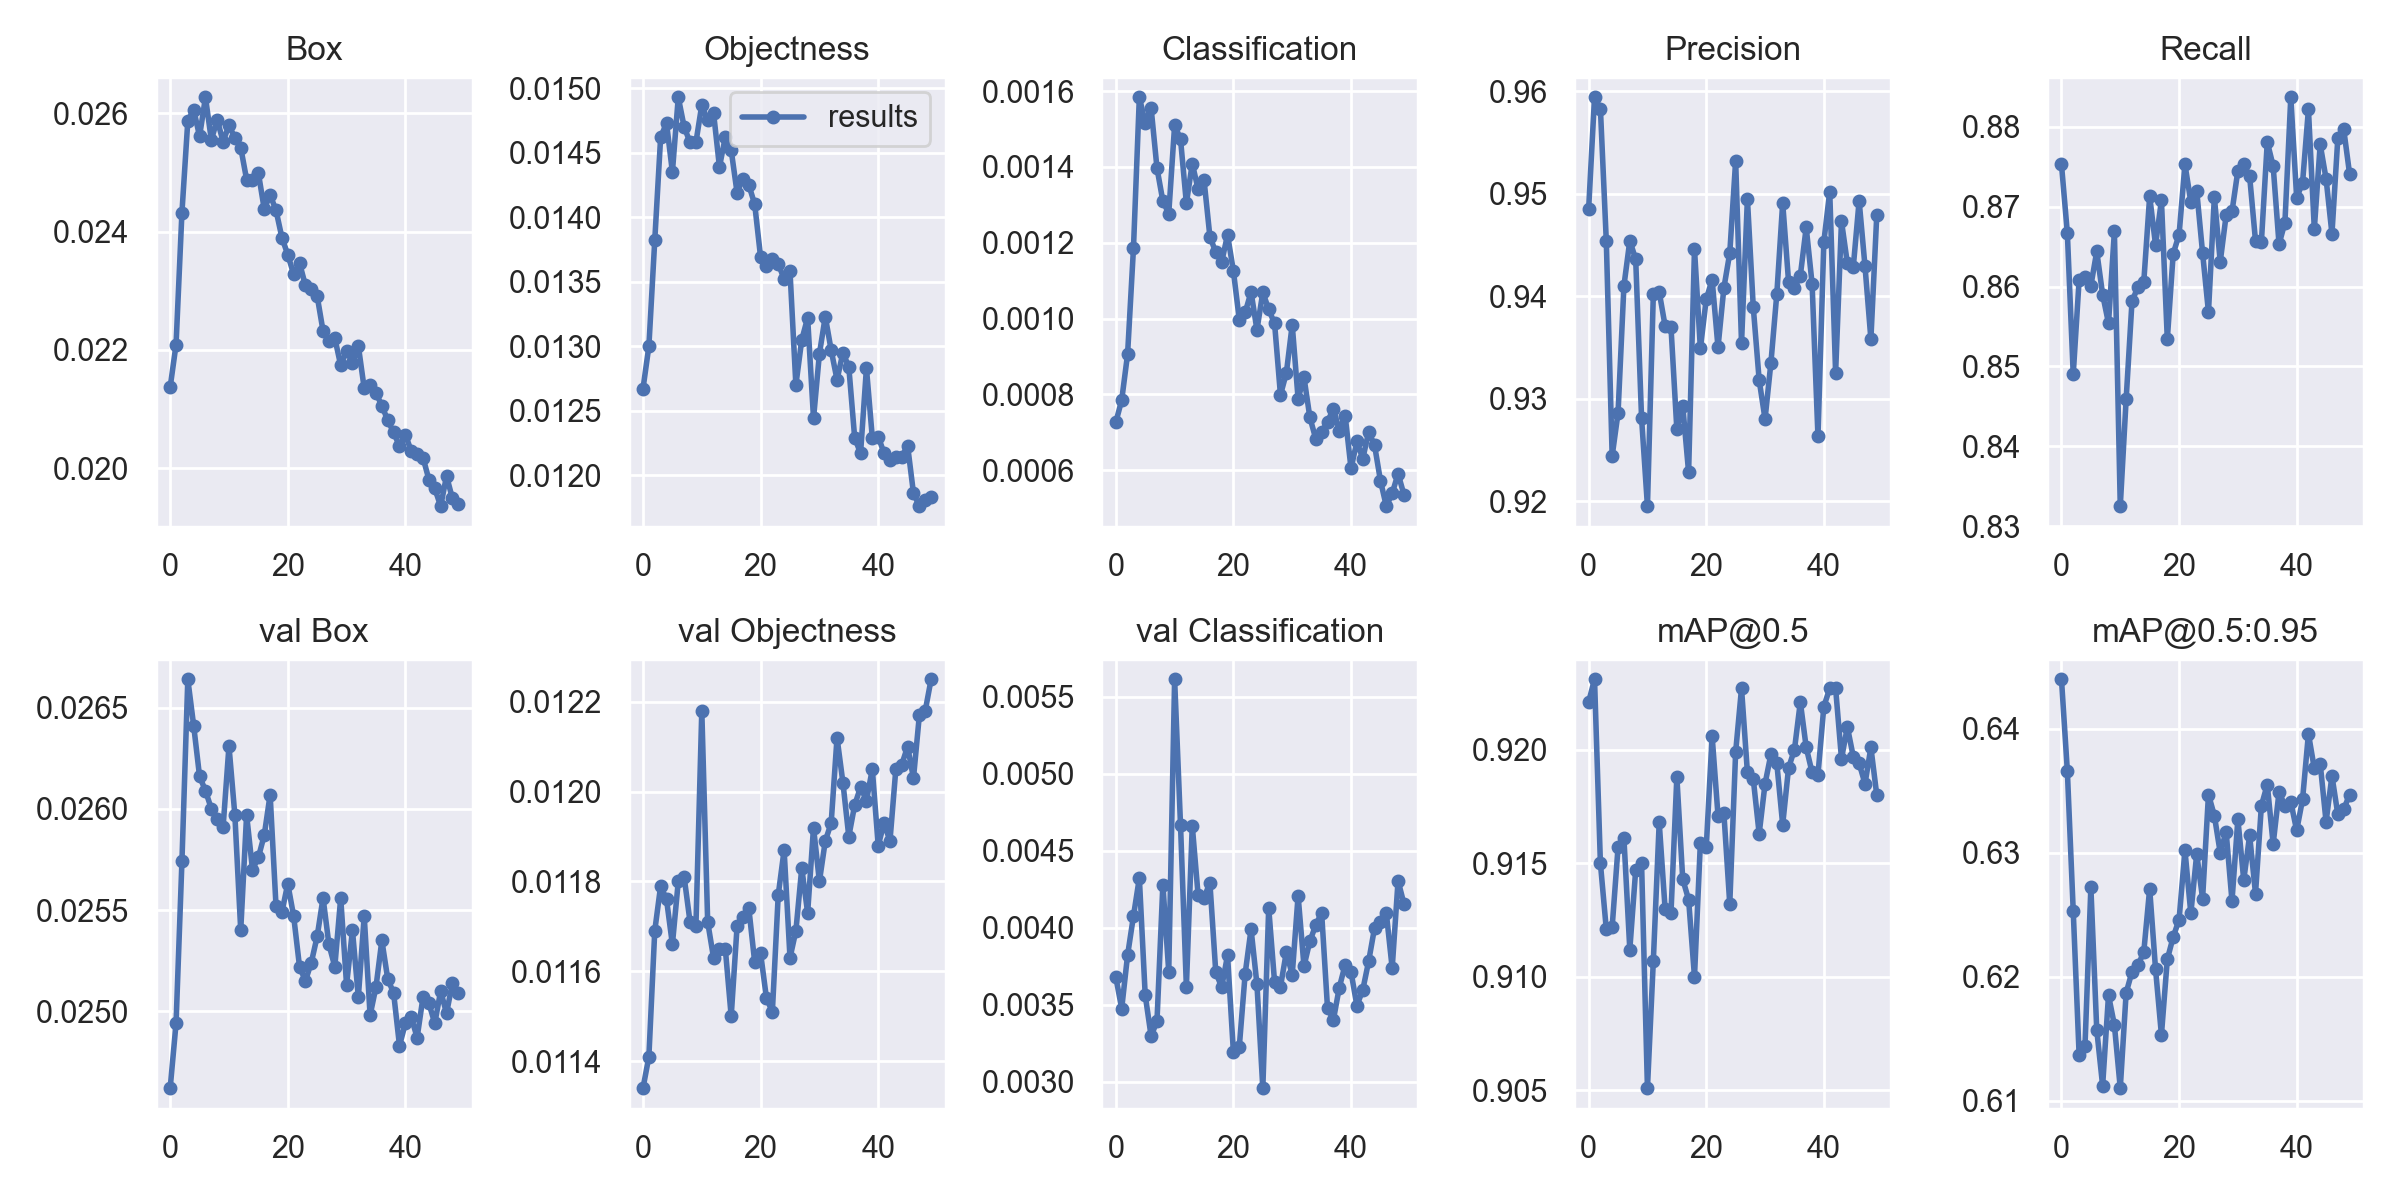 Box
Objectness
Classification
Precision
Recall
0.026
0.024
0.022
0.020
0 20 40
results
0.0150
0.0145
0.0140
0.0135
0.0130
0.0125
0.0120
0 20 40
0.0016
0.0014
0.0012
0.0010
0.0008
0.0006
0 20 40
0.96
0.95
0.94
0.93
0.92
0 20 40
0.88
0.87
0.86
0.85
0.84
0.83
0 20 40
val Box
val Objectness
val Classification
mAP@0.5
mAP@0.5:0.95
0.0265
0.0260
0.0255
0.0250
0 20 40
0.0122
0.0120
0.0118
0.0116
0.0114
0 20 40
0.0055
0.0050
0.0045
0.0040
0.0035
0.0030
0 20 40
0.920
0.915
0.910
0.905
0 20 40
0.64
0.63
0.62
0.61
0 20 40